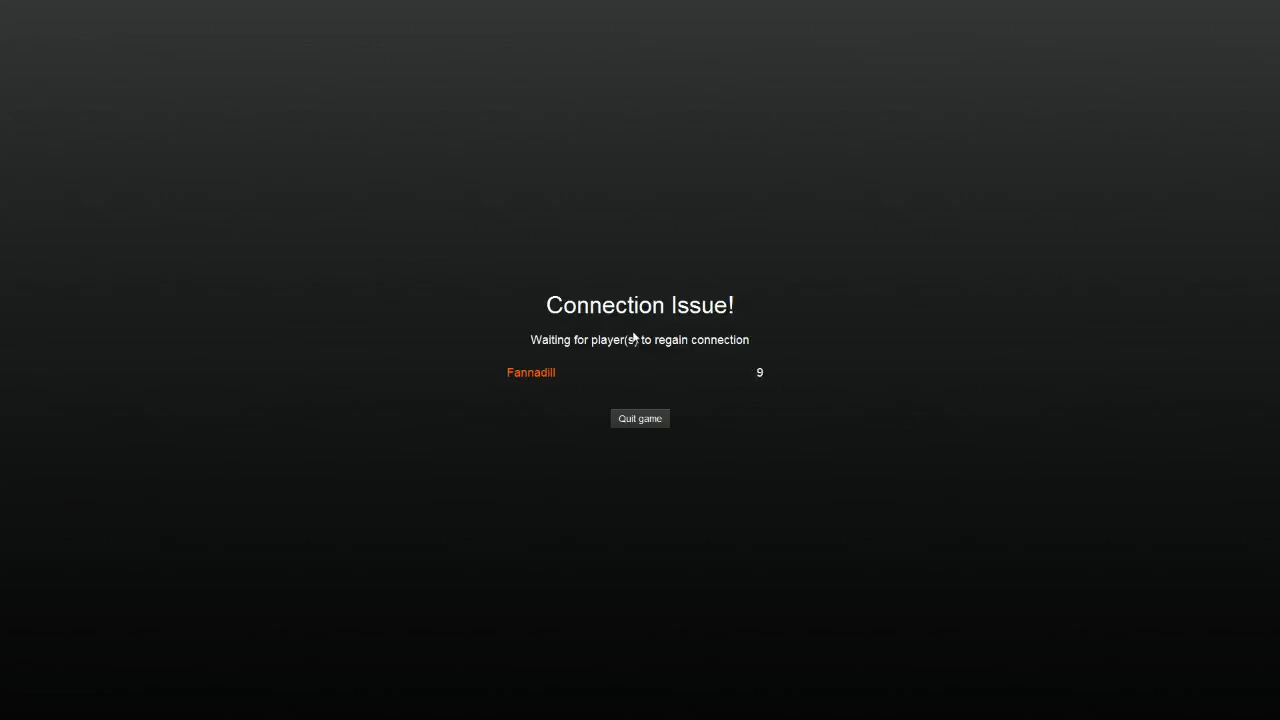 Connection Issue!
Waiting for player(s) to regain connection
Fannadill 9
Quit game